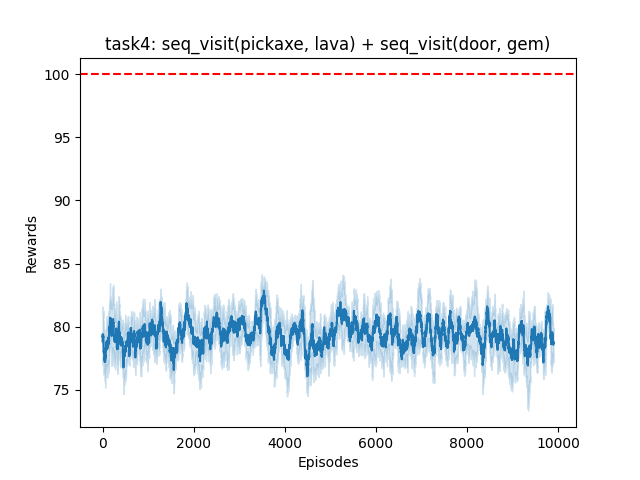 task4: seq_visit(pickaxe, lava) + seq_visit(door, gem)
100
95
90
85
80
75
Rewards
0 2000 4000 6000 8000 10000
Episodes